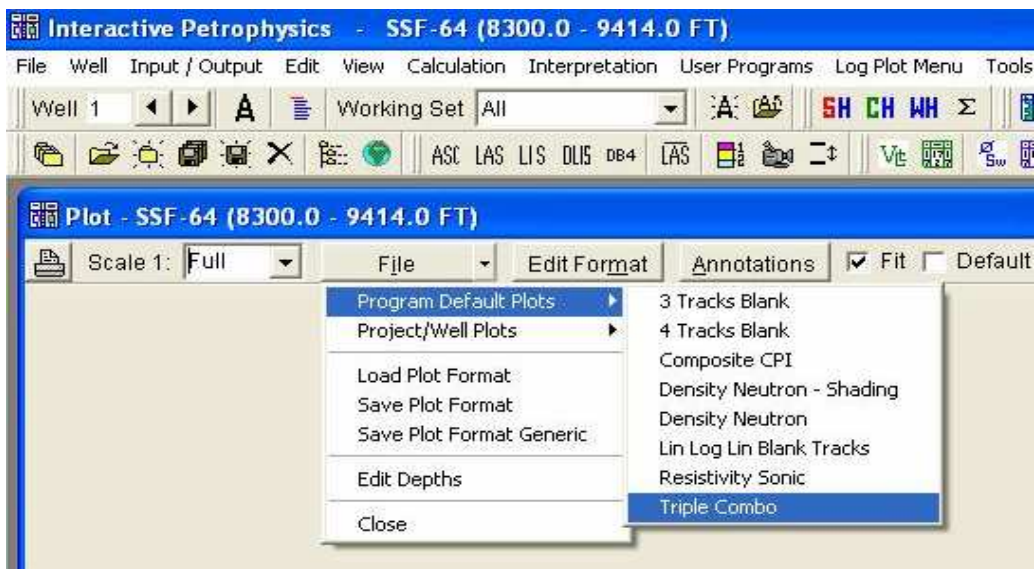 Interactive Petrophysics - SSF-64 (8300.0 - 9414.0 FT)
File Well Input / Output Edit View Calculation Interpretation User Programs Log Plot Menu Tools
Well 1 A Working Set All A SH CH WH Σ
ASC LAS LIS DLIS DB4 LAS
Plot - SSF-64 (8300.0 - 9414.0 FT)
Scale 1: Full File Edit Format Annotations Fit Default
Program Default Plots
Project/Well Plots
Load Plot Format
Save Plot Format
Save Plot Format Generic
Edit Depths
Close
3 Tracks Blank
4 Tracks Blank
Composite CPI
Density Neutron - Shading
Density Neutron
Lin Log Lin Blank Tracks
Resistivity Sonic
Triple Combo